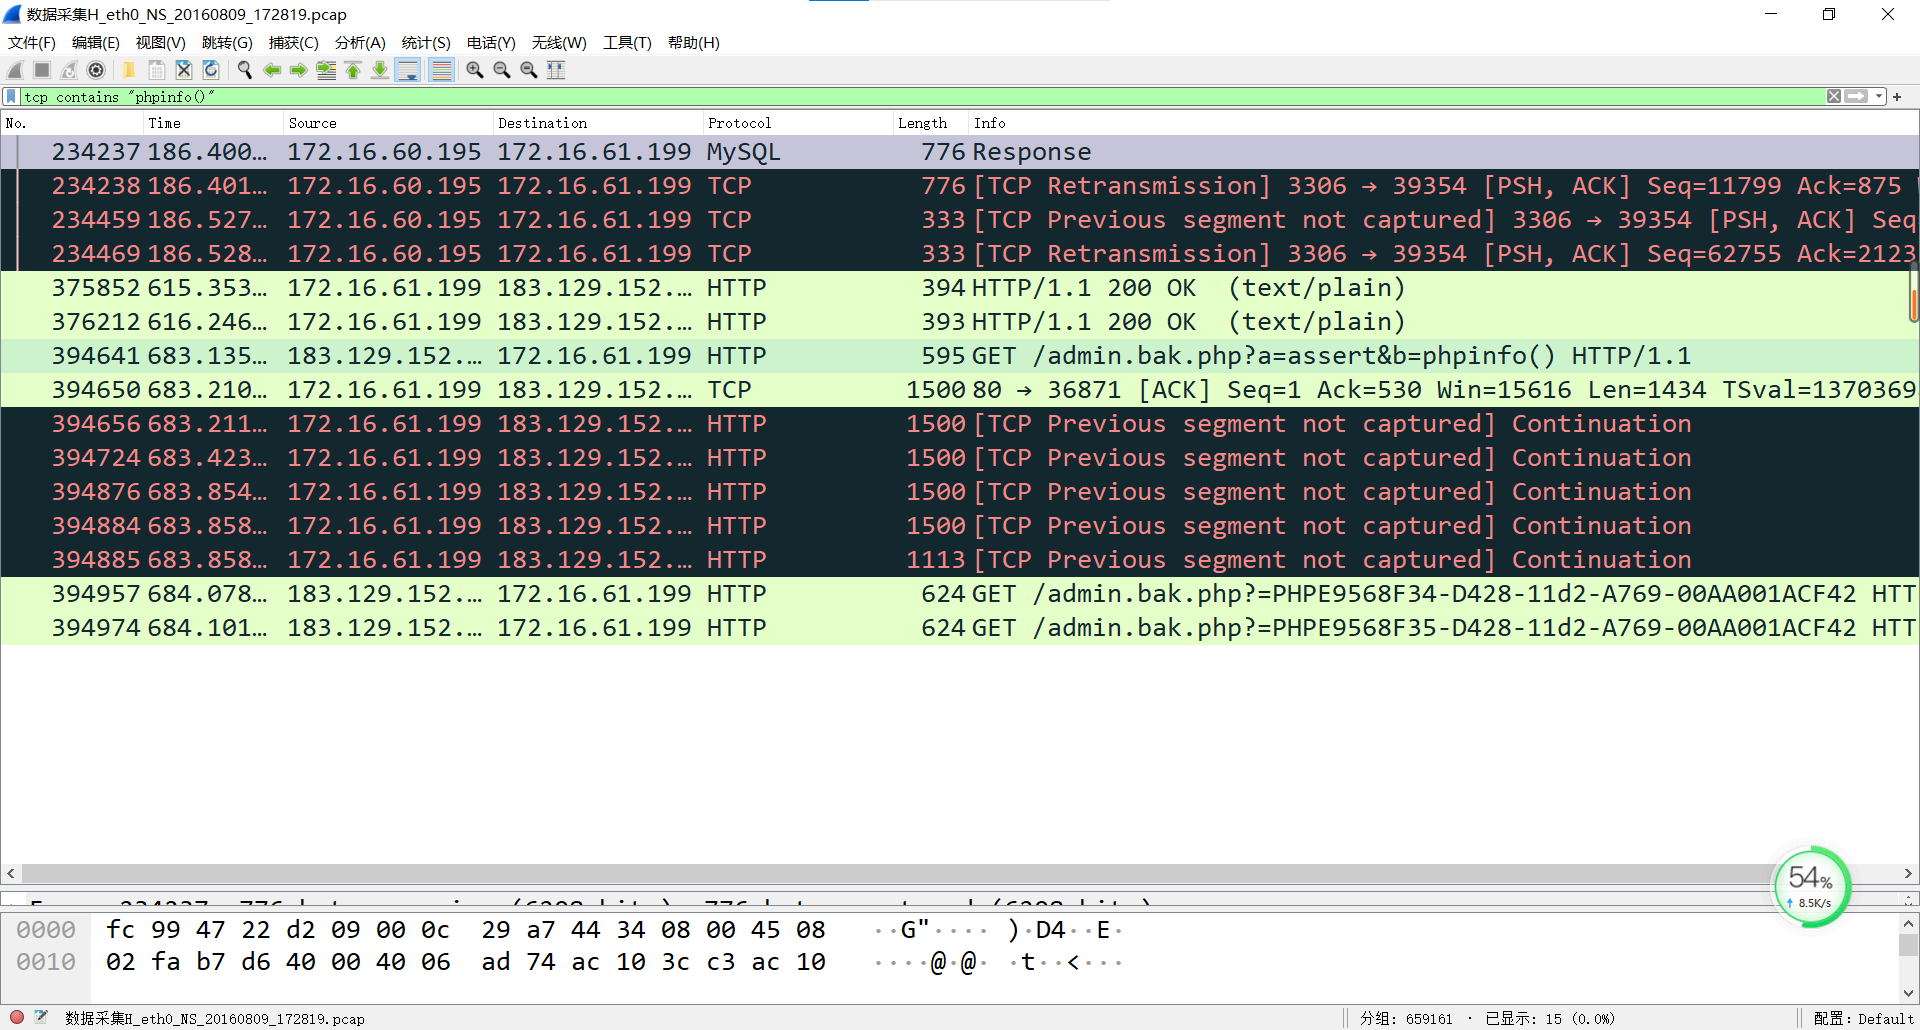 数据采集H_eth0_NS_20160809_172819.pcap
文件(F) 编辑(E) 视图(V) 跳转(G) 捕获(C) 分析(A) 统计(S) 电话(Y) 无线(W) 工具(T) 帮助(H)
tcp contains "phpinfo()"
No. Time Source Destination Protocol Length Info
234237 186.400… 172.16.60.195 172.16.61.199 MySQL 776 Response
234238 186.401… 172.16.60.195 172.16.61.199 TCP 776 [TCP Retransmission] 3306 → 39354 [PSH, ACK] Seq=11799 Ack=875
234459 186.527… 172.16.60.195 172.16.61.199 TCP 333 [TCP Previous segment not captured] 3306 → 39354 [PSH, ACK] Seq
234469 186.528… 172.16.60.195 172.16.61.199 TCP 333 [TCP Retransmission] 3306 → 39354 [PSH, ACK] Seq=62755 Ack=2123
375852 615.353… 172.16.61.199 183.129.152.… HTTP 394 HTTP/1.1 200 OK (text/plain)
376212 616.246… 172.16.61.199 183.129.152.… HTTP 393 HTTP/1.1 200 OK (text/plain)
394641 683.135… 183.129.152.… 172.16.61.199 HTTP 595 GET /admin.bak.php?a=assert&b=phpinfo() HTTP/1.1
394650 683.210… 172.16.61.199 183.129.152.… TCP 1500 80 → 36871 [ACK] Seq=1 Ack=530 Win=15616 Len=1434 TSval=1370369
394656 683.211… 172.16.61.199 183.129.152.… HTTP 1500 [TCP Previous segment not captured] Continuation
394724 683.423… 172.16.61.199 183.129.152.… HTTP 1500 [TCP Previous segment not captured] Continuation
394876 683.854… 172.16.61.199 183.129.152.… HTTP 1500 [TCP Previous segment not captured] Continuation
394884 683.858… 172.16.61.199 183.129.152.… HTTP 1500 [TCP Previous segment not captured] Continuation
394885 683.858… 172.16.61.199 183.129.152.… HTTP 1113 [TCP Previous segment not captured] Continuation
394957 684.078… 183.129.152.… 172.16.61.199 HTTP 624 GET /admin.bak.php?=PHPE9568F34-D428-11d2-A769-00AA001ACF42 HTT
394974 684.101… 183.129.152.… 172.16.61.199 HTTP 624 GET /admin.bak.php?=PHPE9568F35-D428-11d2-A769-00AA001ACF42 HTT
54%
8.5K/s
0000 fc 99 47 22 d2 09 00 0c 29 a7 44 34 08 00 45 08 ··G"···· )·D4··E·
0010 02 fa b7 d6 40 00 40 06 ad 74 ac 10 3c c3 ac 10 ····@·@· ·t··<···
数据采集H_eth0_NS_20160809_172819.pcap 分组: 659161 · 已显示: 15 (0.0%) 配置: Default